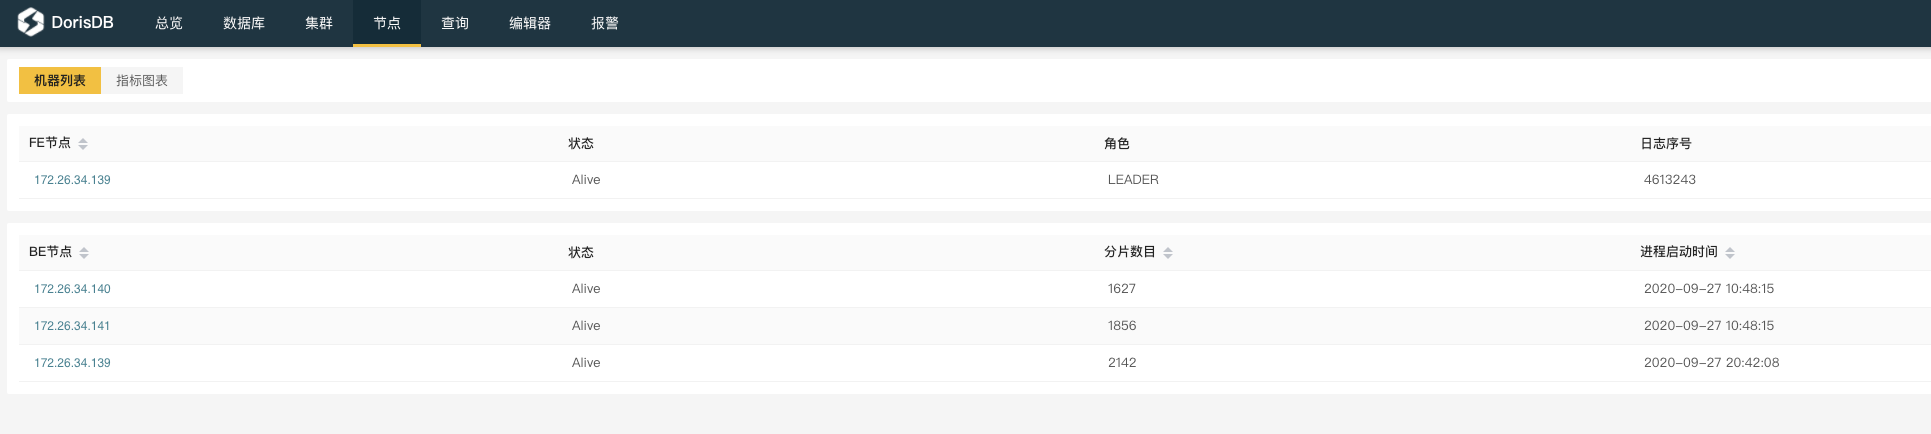 DorisDB 总览 数据库 集群 节点 查询 编辑器 报警
机器列表 指标图表
FE节点 状态 角色 日志序号
172.26.34.139 Alive LEADER 4613243
BE节点 状态 分片数目 进程启动时间
172.26.34.140 Alive 1627 2020-09-27 10:48:15
172.26.34.141 Alive 1856 2020-09-27 10:48:15
172.26.34.139 Alive 2142 2020-09-27 20:42:08